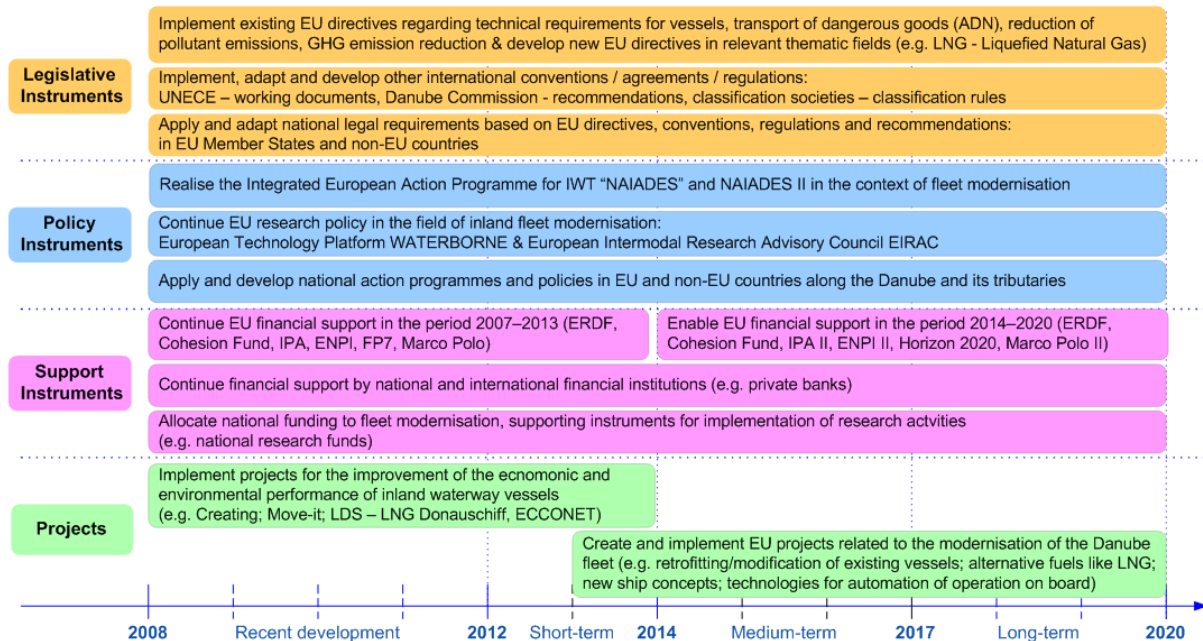 Implement existing EU directives regarding technical requirements for vessels, transport of dangerous goods (ADN), reduction of
pollutant emissions, GHG emission reduction & develop new EU directives in relevant thematic fields (e.g. LNG - Liquefied Natural Gas)
Legislative
Instruments
Implement, adapt and develop other international conventions / agreements / regulations:
UNECE – working documents, Danube Commission - recommendations, classification societies – classification rules
Apply and adapt national legal requirements based on EU directives, conventions, regulations and recommendations:
in EU Member States and non-EU countries
Realise the Integrated European Action Programme for IWT “NAIADES” and NAIADES II in the context of fleet modernisation
Policy
Instruments
Continue EU research policy in the field of inland fleet modernisation:
European Technology Platform WATERBORNE & European Intermodal Research Advisory Council EIRAC
Apply and develop national action programmes and policies in EU and non-EU countries along the Danube and its tributaries
Continue EU financial support in the period 2007–2013 (ERDF,
Cohesion Fund, IPA, ENPI, FP7, Marco Polo)
Enable EU financial support in the period 2014–2020 (ERDF,
Cohesion Fund, IPA II, ENPI II, Horizon 2020, Marco Polo II)
Support
Instruments
Continue financial support by national and international financial institutions (e.g. private banks)
Allocate national funding to fleet modernisation, supporting instruments for implementation of research actvities
(e.g. national research funds)
Projects
Implement projects for the improvement of the ecnomonic and
environmental performance of inland waterway vessels
(e.g. Creating; Move-it; LDS – LNG Donauschiff, ECCONET)
Create and implement EU projects related to the modernisation of the Danube
fleet (e.g. retrofitting/modification of existing vessels; alternative fuels like LNG;
new ship concepts; technologies for automation of operation on board)
2008 Recent development 2012 Short-term 2014 Medium-term 2017 Long-term 2020